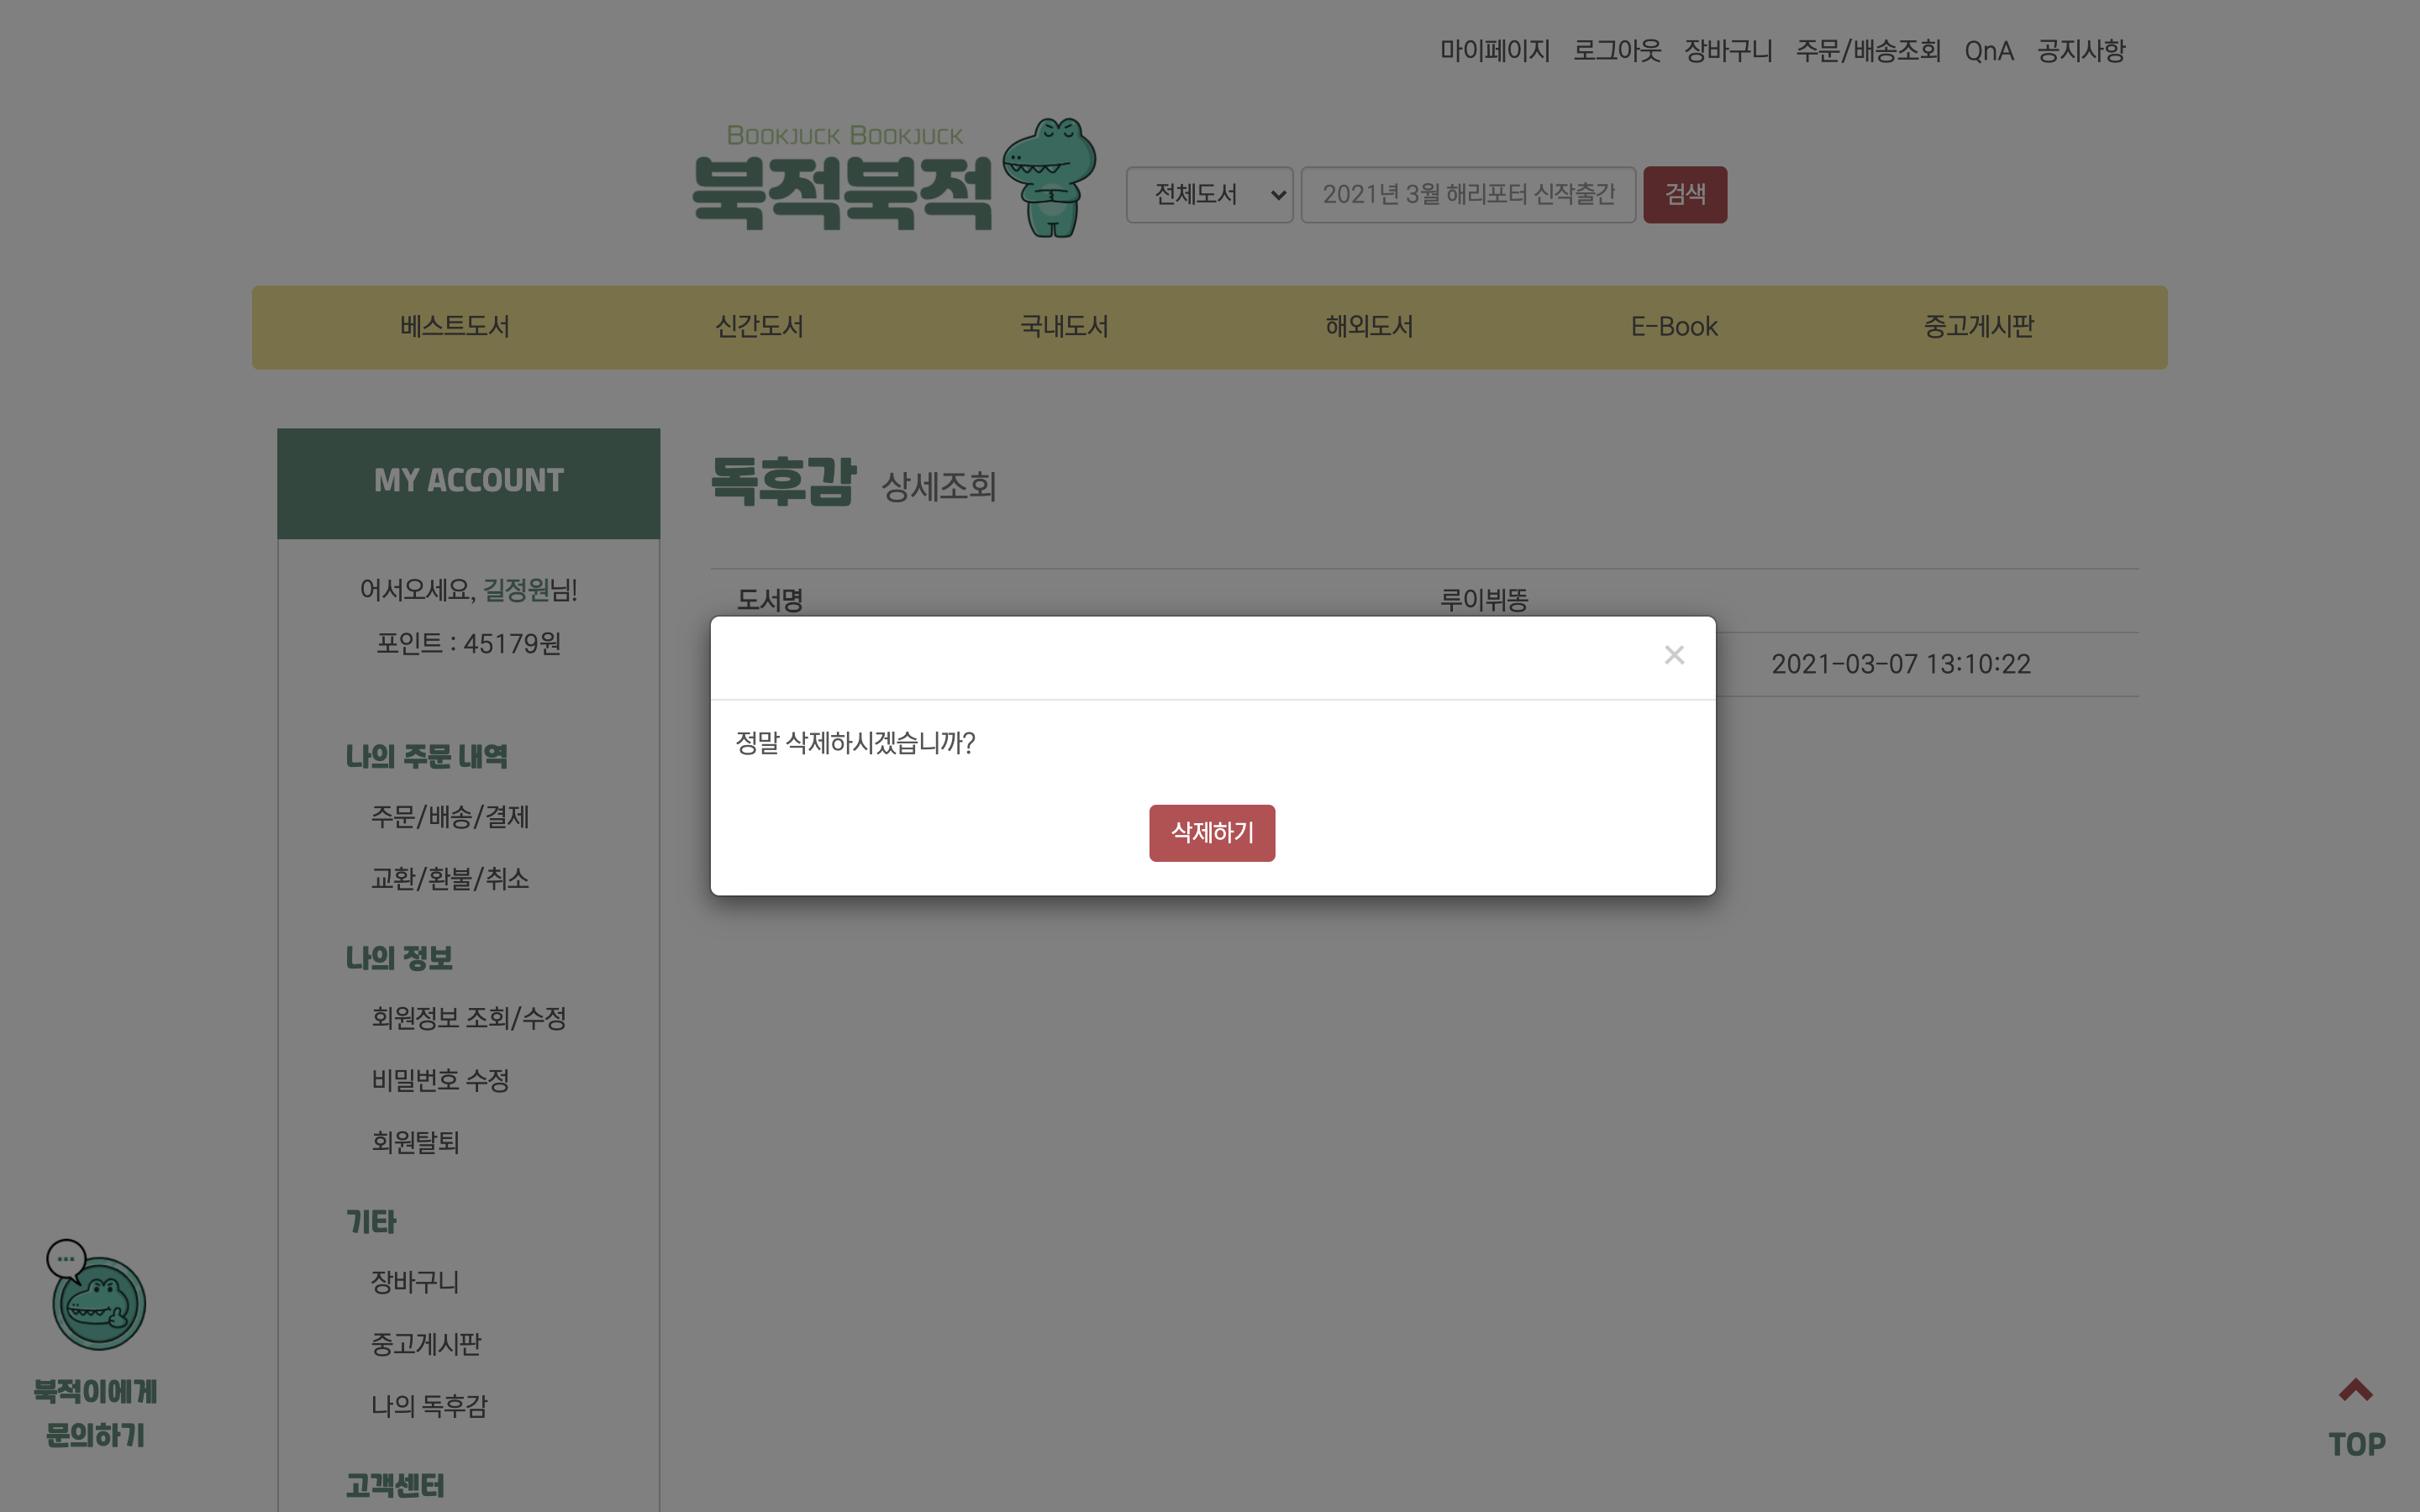 마이페이지 로그아웃 장바구니 주문/배송조회 QnA 공지사항
BOOKJUCK BOOKJUCK
북적북적
전체도서 2021년 3월 해리포터 신작출간 검색
베스트도서 신간도서 국내도서 해외도서 E-Book 중고게시판
MY ACCOUNT
어서오세요, 길정원님!
포인트 : 45179원
나의 주문 내역
주문/배송/결제
교환/환불/취소
나의 정보
회원정보 조회/수정
비밀번호 수정
회원탈퇴
기타
장바구니
중고게시판
나의 독후감
고객센터
독후감 상세조회
도서명 루이뷔똥
2021-03-07 13:10:22
×
정말 삭제하시겠습니까?
삭제하기
북적이에게
문의하기
TOP